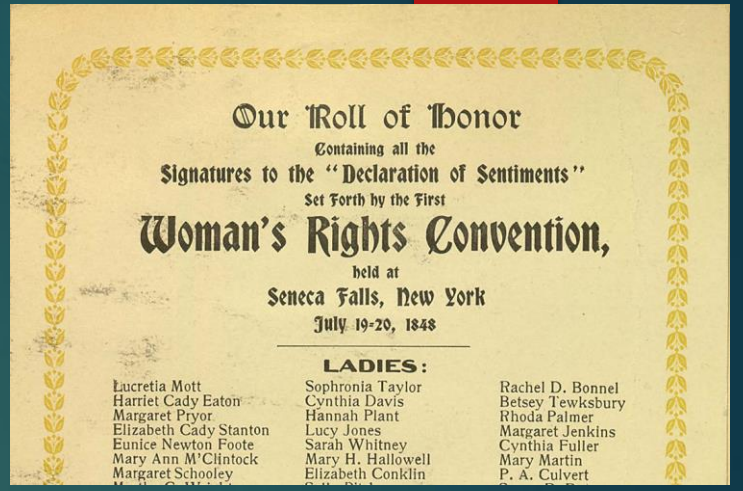 Our Roll of Honor
Containing all the
Signatures to the "Declaration of Sentiments"
Set Forth by the First
Woman's Rights Convention,
held at
Seneca Falls, New York
July 19-20, 1848
LADIES:
Lucretia Mott
Harriet Cady Eaton
Margaret Pryor
Elizabeth Cady Stanton
Eunice Newton Foote
Mary Ann M'Clintock
Margaret Schooley
Sophronia Taylor
Cynthia Davis
Hannah Plant
Lucy Jones
Sarah Whitney
Mary H. Hallowell
Elizabeth Conklin
Rachel D. Bonnel
Betsey Tewksbury
Rhoda Palmer
Margaret Jenkins
Cynthia Fuller
Mary Martin
P. A. Culvert